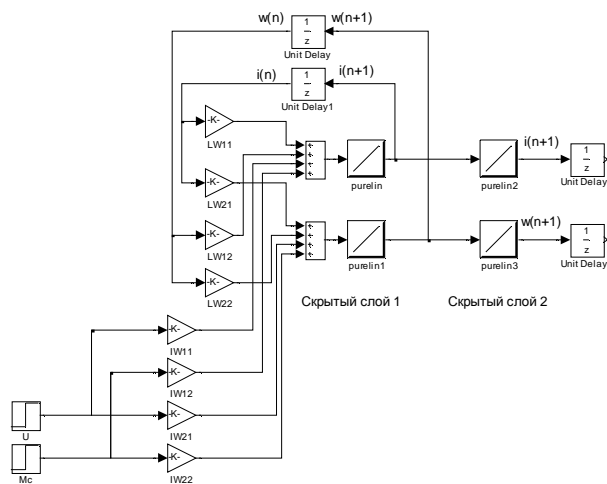 w(n)
w(n+1)
1
z
Unit Delay
i(n)
i(n+1)
1
z
Unit Delay1
-K-
LW11
-K-
LW21
-K-
LW12
-K-
LW22
+
+
+
+
+
+
+
+
purelin
purelin1
purelin2
purelin3
i(n+1)
w(n+1)
1
z
Unit Delay
1
z
Unit Delay
Скрытый слой 1
Скрытый слой 2
-K-
IW11
-K-
IW12
-K-
IW21
-K-
IW22
U
Mc